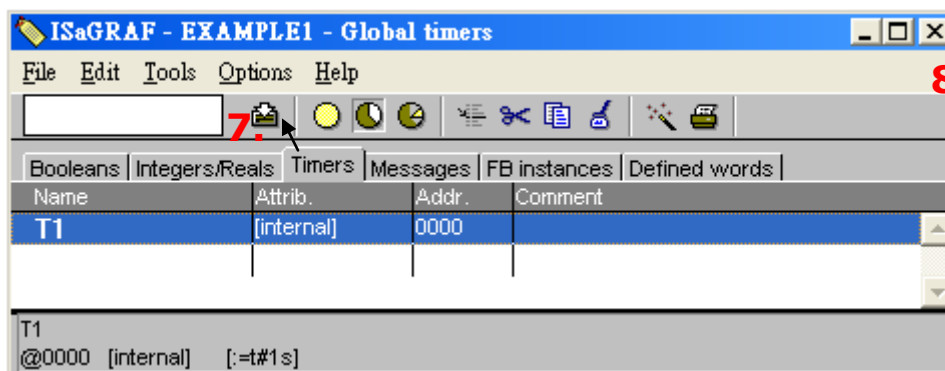 ISaGRAF - EXAMPLE1 - Global timers
File Edit Tools Options Help
8
7.
Booleans Integers/Reals Timers Messages FB instances Defined words
Name Attrib. Addr. Comment
T1 [internal] 0000
T1
@0000 [internal] [:=t#1s]